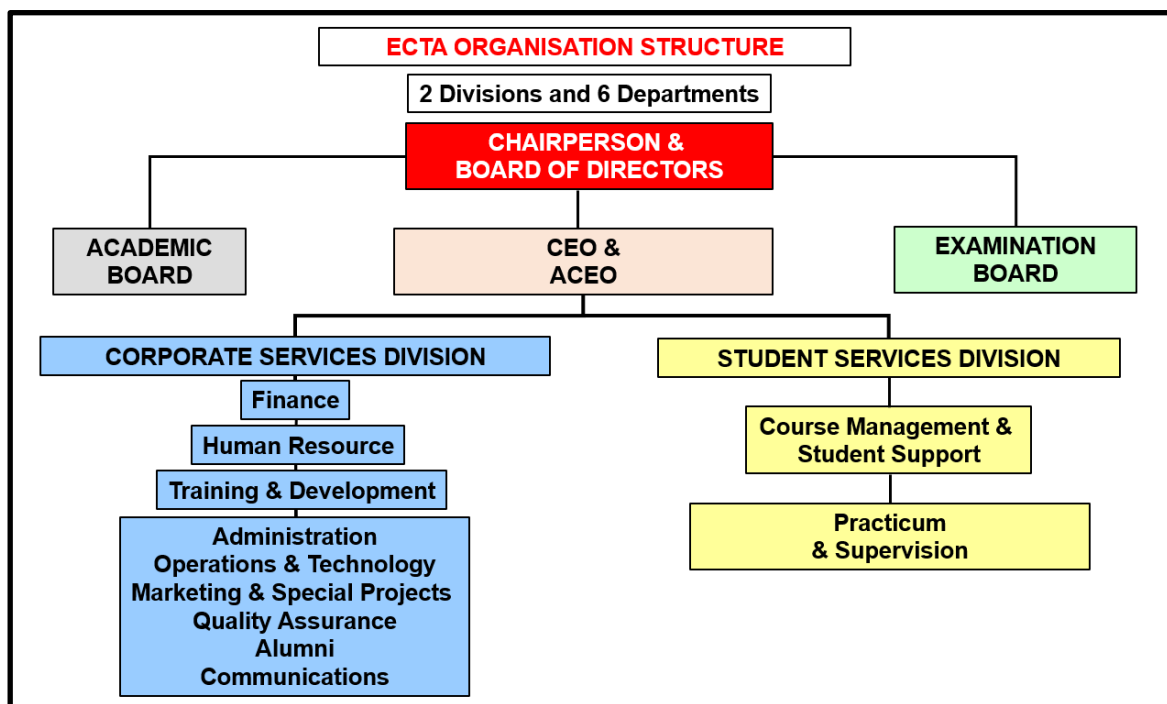 ECTA ORGANISATION STRUCTURE
2 Divisions and 6 Departments
CHAIRPERSON &
BOARD OF DIRECTORS
ACADEMIC
BOARD
CEO &
ACEO
EXAMINATION
BOARD
CORPORATE SERVICES DIVISION
Finance
Human Resource
Training & Development
Administration
Operations & Technology
Marketing & Special Projects
Quality Assurance
Alumni
Communications
STUDENT SERVICES DIVISION
Course Management &
Student Support
Practicum
& Supervision